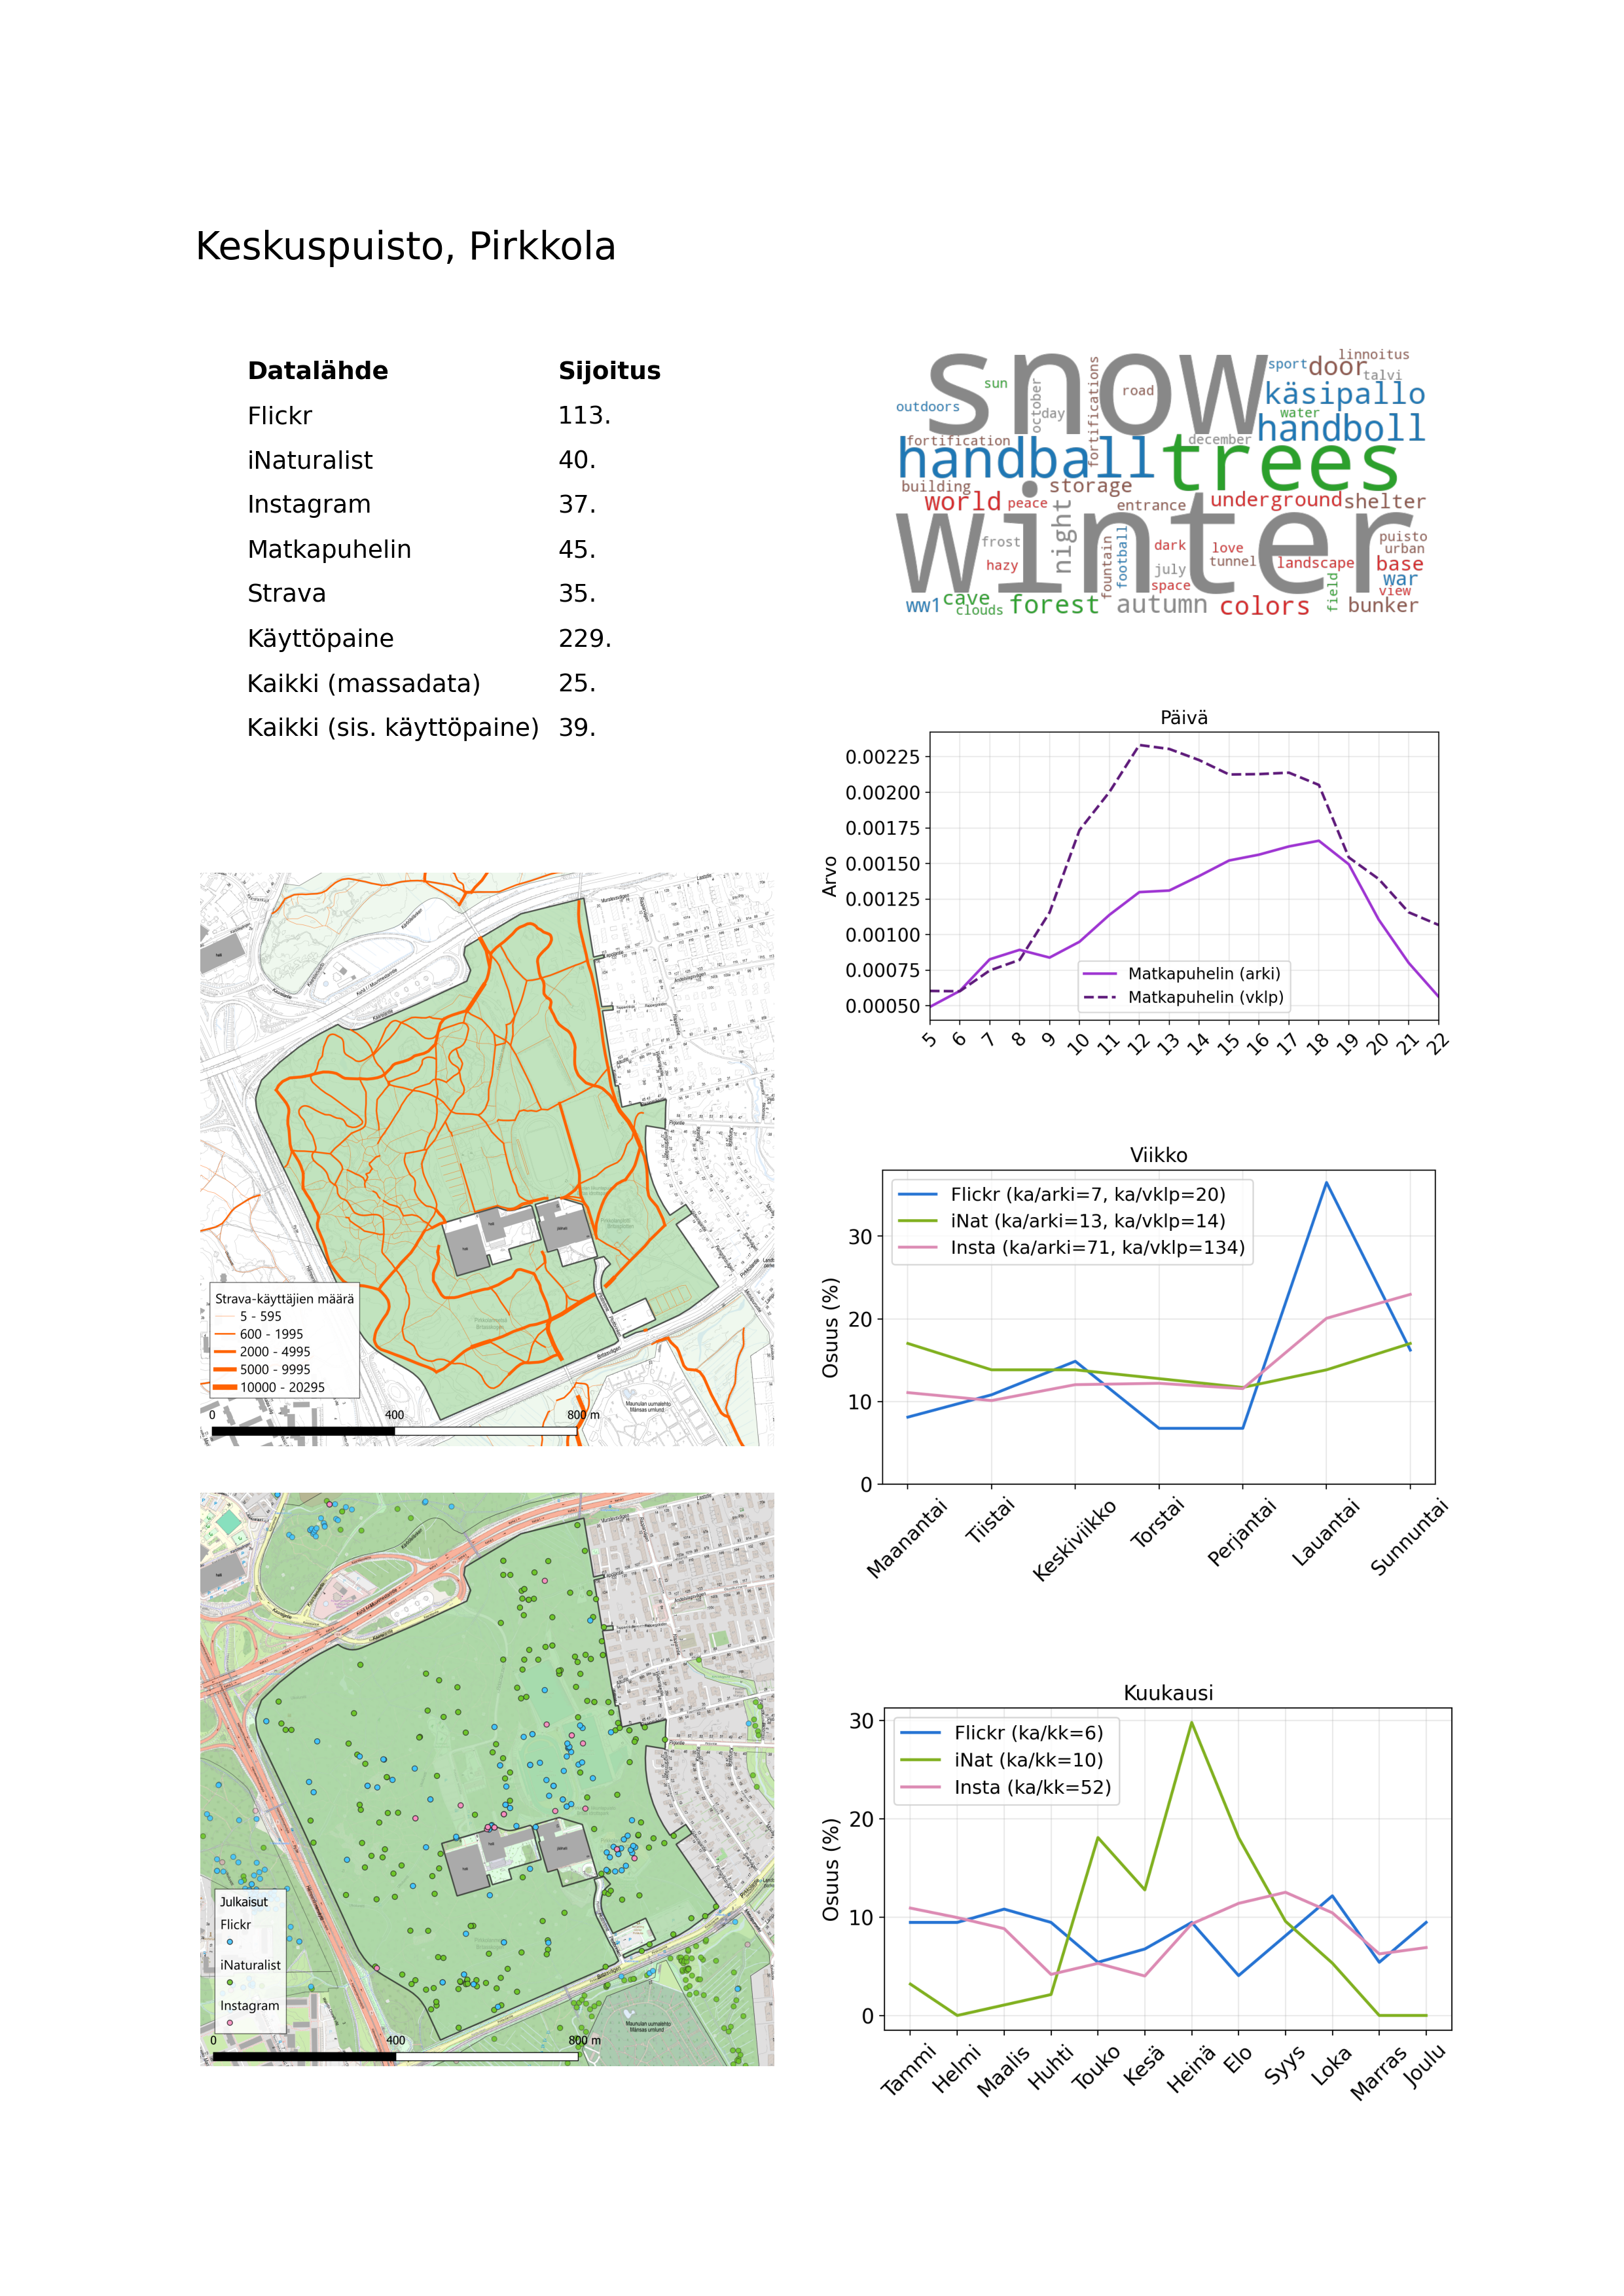 Keskuspuisto, Pirkkola
Datalähde Sijoitus
Flickr 113.
iNaturalist 40.
Instagram 37.
Matkapuhelin 45.
Strava 35.
Käyttöpaine 229.
Kaikki (massadata) 25.
Kaikki (sis. käyttöpaine) 39.
snow
sport
door
linnoitus
talvi
sun
october
day
fortifications
road
outdoors
käsipallo
water
handboll
fortification
handball
december
trees
building
world
peace
storage
entrance
underground
shelter
winter
night
frost
hazy
fountain
football
dark
july
space
love
tunnel
landscape
puisto
urban
base
war
view
field
ww1
cave
clouds
forest
autumn
colors
bunker
Päivä
Arvo
0.00225
0.00200
0.00175
0.00150
0.00125
0.00100
0.00075
0.00050
Matkapuhelin (arki)
Matkapuhelin (vklp)
5 6 7 8 9 10 11 12 13 14 15 16 17 18 19 20 21 22
Strava-käyttäjien määrä
5 - 595
600 - 1995
2000 - 4995
5000 - 9995
10000 - 20295
0 400 800 m
Maunulan uurnalehto
Månsas urnlund
Viikko
Osuus (%)
30
20
10
0
Flickr (ka/arki=7, ka/vklp=20)
iNat (ka/arki=13, ka/vklp=14)
Insta (ka/arki=71, ka/vklp=134)
Maanantai Tiistai Keskiviikko Torstai Perjantai Lauantai Sunnuntai
Julkaisut
Flickr
iNaturalist
Instagram
0 400 800 m
Maunulan uurnalehto
Månsas urnlund
Kuukausi
Osuus (%)
30
20
10
0
Flickr (ka/kk=6)
iNat (ka/kk=10)
Insta (ka/kk=52)
Tammi Helmi Maalis Huhti Touko Kesä Heinä Elo Syys Loka Marras Joulu